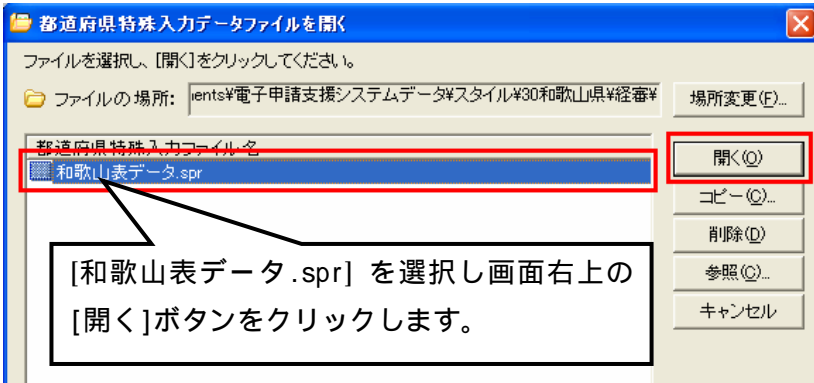 都道府県特殊入力データファイルを開く
ファイルを選択し、[開く]をクリックしてください。
ファイルの場所: ents¥電子申請支援システムデータ¥スタイル¥30和歌山県¥経審¥
場所変更(F)...
都道府県特殊入力ファイル名
開く(O)
和歌山表データ.spr
コピー(C)...
削除(D)
[和歌山表データ.spr] を選択し画面右上の
[開く]ボタンをクリックします。
参照(C)...
キャンセル